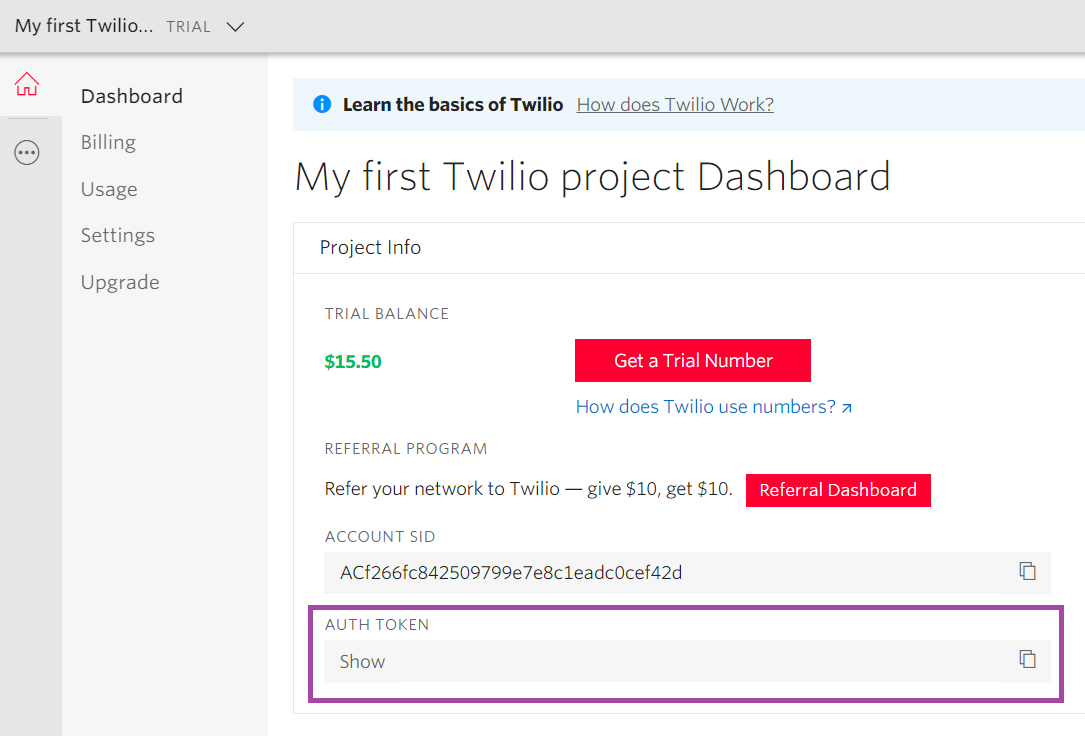 My first Twilio... TRIAL
Dashboard
Billing
Usage
Settings
Upgrade
Learn the basics of Twilio How does Twilio Work?
My first Twilio project Dashboard
Project Info
TRIAL BALANCE
$15.50 Get a Trial Number
How does Twilio use numbers?
REFERRAL PROGRAM
Refer your network to Twilio — give $10, get $10. Referral Dashboard
ACCOUNT SID
ACf266fc842509799e7e8c1eadc0cef42d
AUTH TOKEN
Show